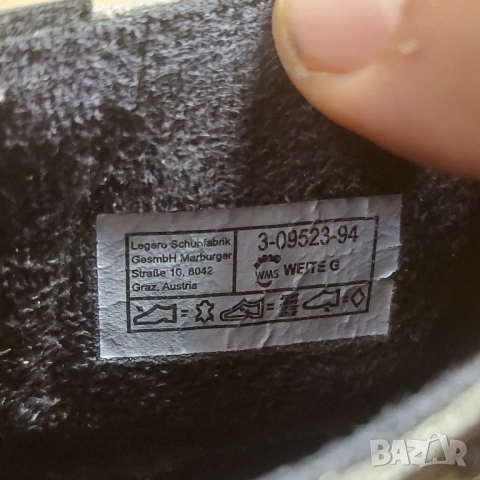 Legero Schuhfabrik
GesmbH Marburger
Straße 10, 8042
Graz, Austria
3-09523-94
WMS WEITE G
BAZAR